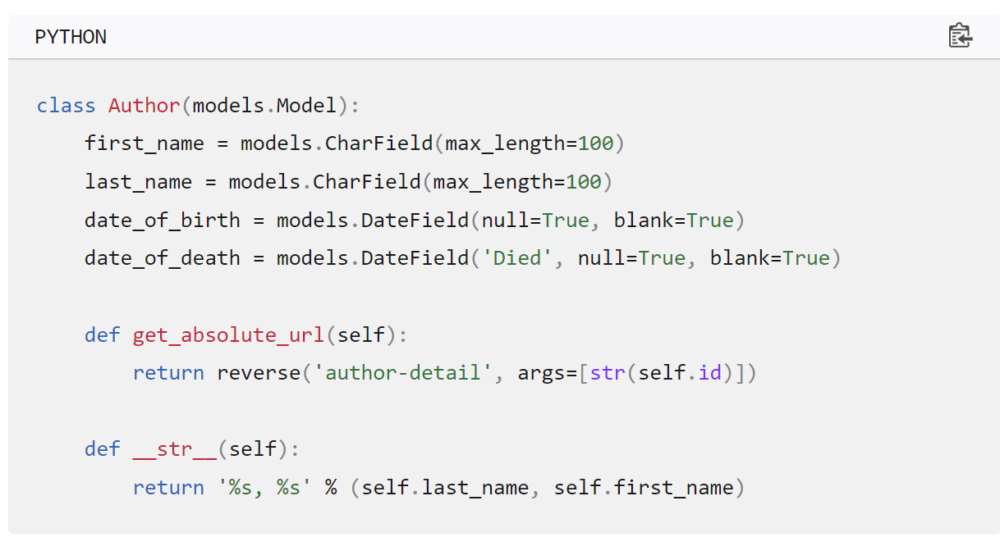 PYTHON
class Author(models.Model):
    first_name = models.CharField(max_length=100)
    last_name = models.CharField(max_length=100)
    date_of_birth = models.DateField(null=True, blank=True)
    date_of_death = models.DateField('Died', null=True, blank=True)
    def get_absolute_url(self):
        return reverse('author-detail', args=[str(self.id)])
    def __str__(self):
        return '%s, %s' % (self.last_name, self.first_name)